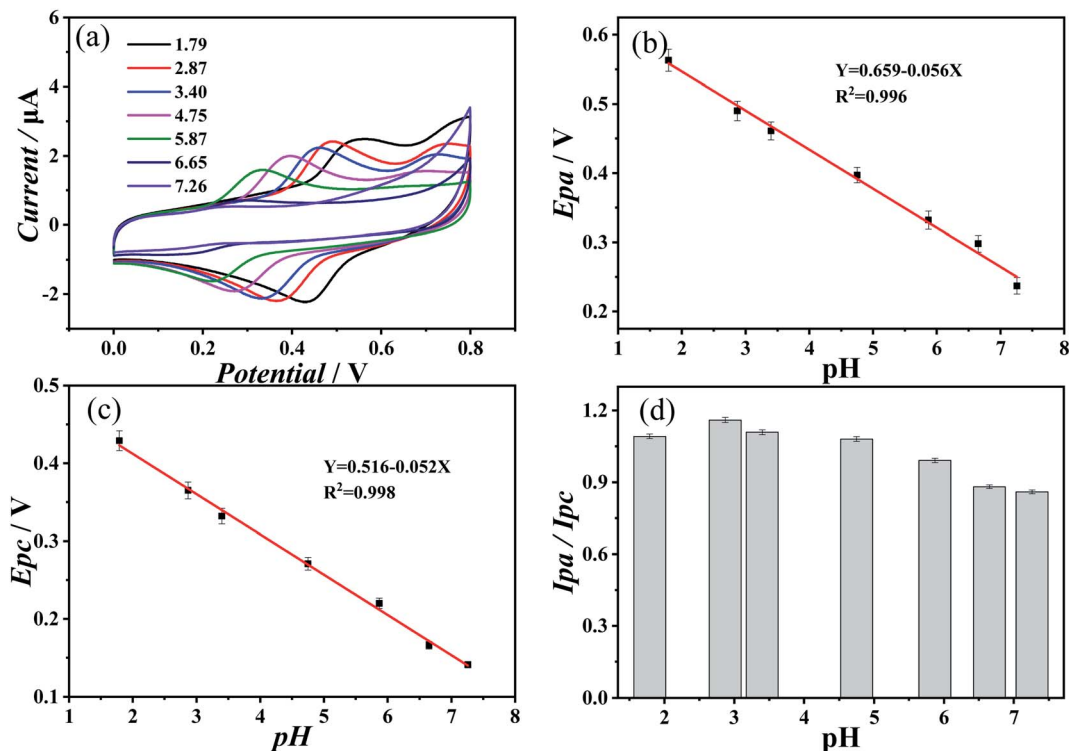 (a)
1.79
2.87
3.40
4.75
5.87
6.65
7.26
6
4
2
0
-2
Current / μA
0.0 0.2 0.4 0.6 0.8
Potential / V
(b)
Y=0.659-0.056X
R²=0.996
0.6
0.5
0.4
0.3
0.2
Epa / V
1 2 3 4 5 6 7 8
pH
(c)
Y=0.516-0.052X
R²=0.998
0.5
0.4
0.3
0.2
0.1
Epc / V
1 2 3 4 5 6 7 8
pH
(d)
1.2
0.9
0.6
0.3
0.0
Ipa / Ipc
2 3 4 5 6 7
pH